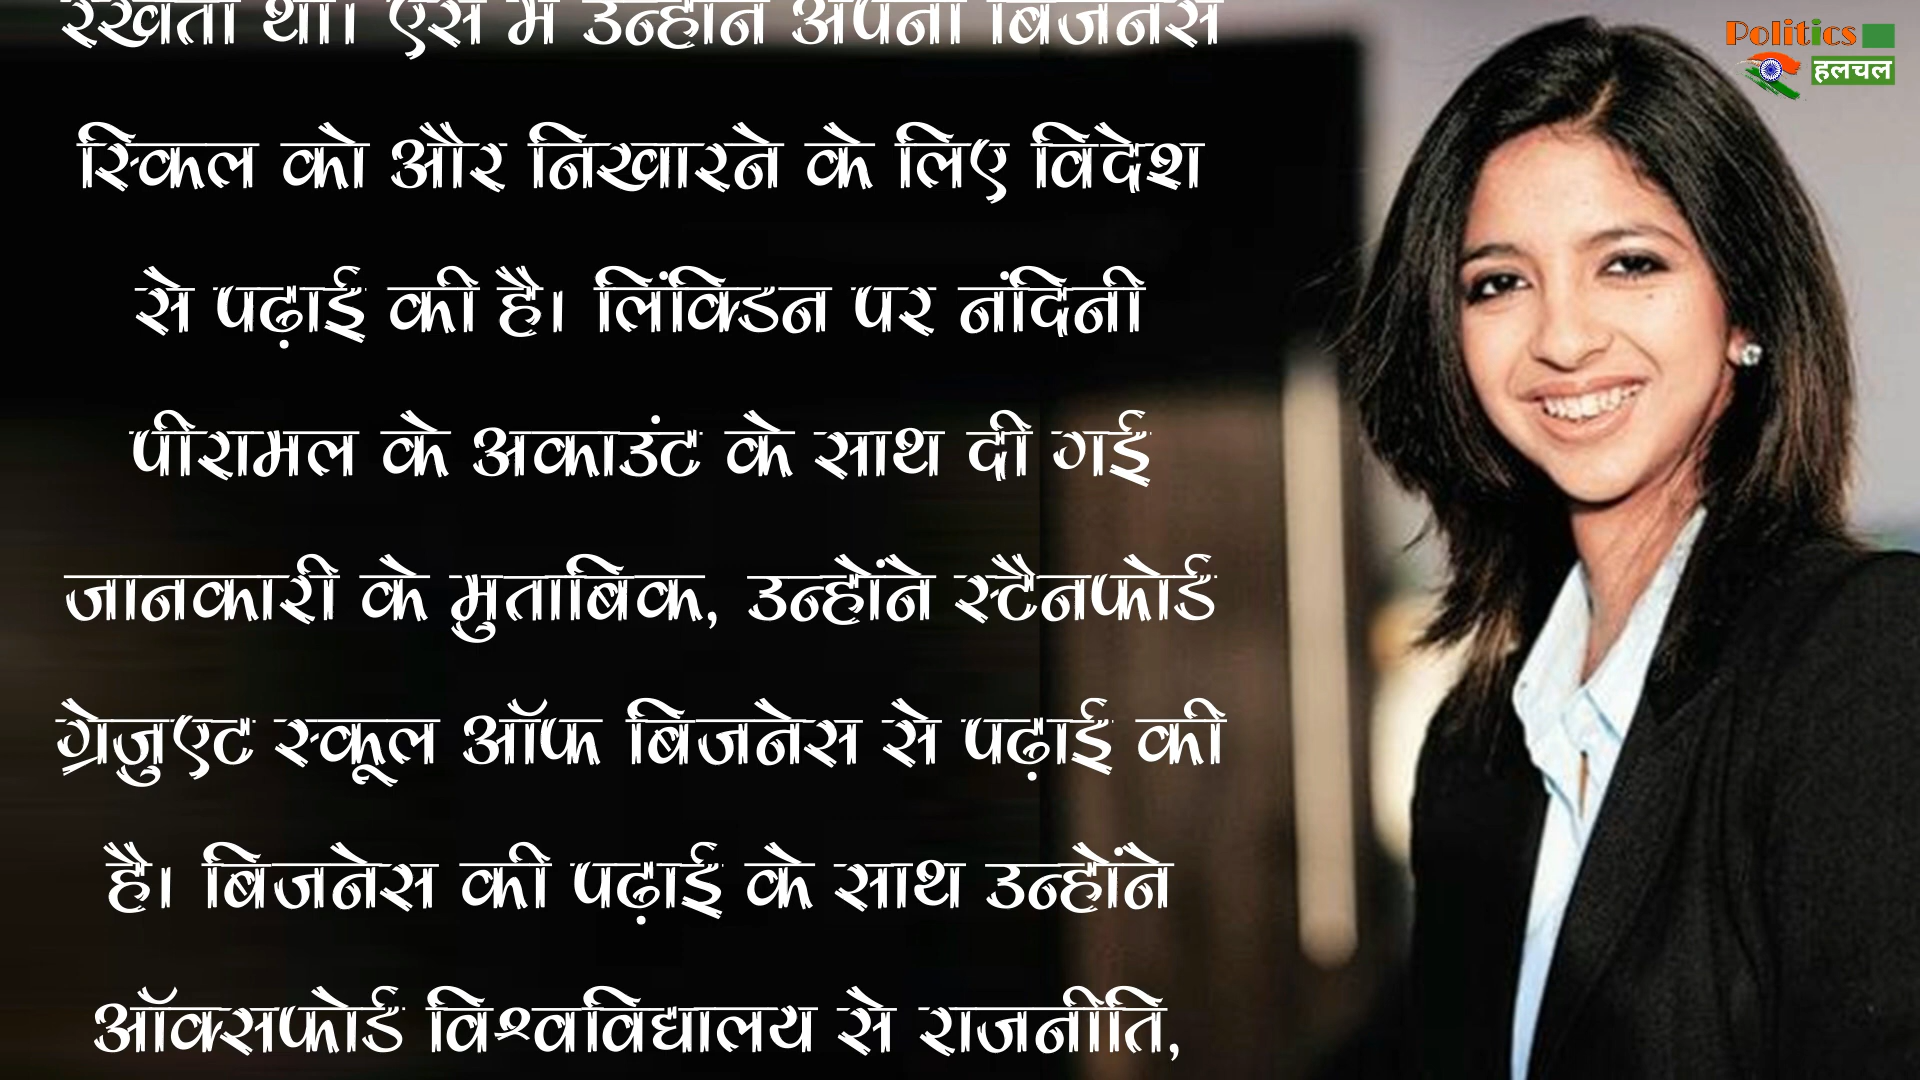 रखता था। ऐसे में उन्होंने अपनी बिजनेस
स्किल को और निखारने के लिए विदेश
से पढ़ाई की है। लिंक्डिन पर नंदिनी
पीरामल के अकाउंट के साथ दी गई
जानकारी के मुताबिक, उन्होंने स्टैनफोर्ड
ग्रेजुएट स्कूल ऑफ बिजनेस से पढ़ाई की
है। बिजनेस की पढ़ाई के साथ उन्होंने
ऑक्सफोर्ड विश्वविद्यालय से राजनीति,
Politics
हलचल